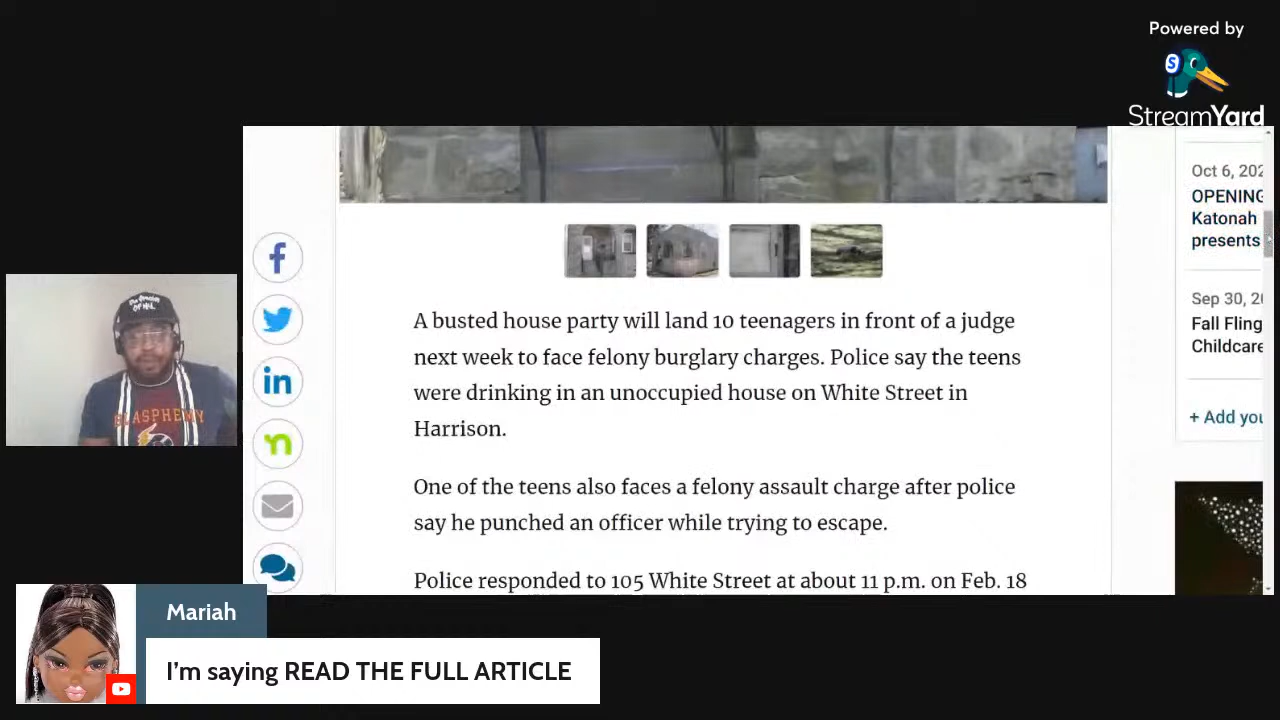 Powered by
StreamYard
Oct 6, 202
OPENING
Katonah
presents
Sep 30, 20
Fall Fling
Childcare
+ Add you
A busted house party will land 10 teenagers in front of a judge
next week to face felony burglary charges. Police say the teens
were drinking in an unoccupied house on White Street in
Harrison.
One of the teens also faces a felony assault charge after police
say he punched an officer while trying to escape.
Police responded to 105 White Street at about 11 p.m. on Feb. 18
BLASPHEMY
Mariah
I'm saying READ THE FULL ARTICLE